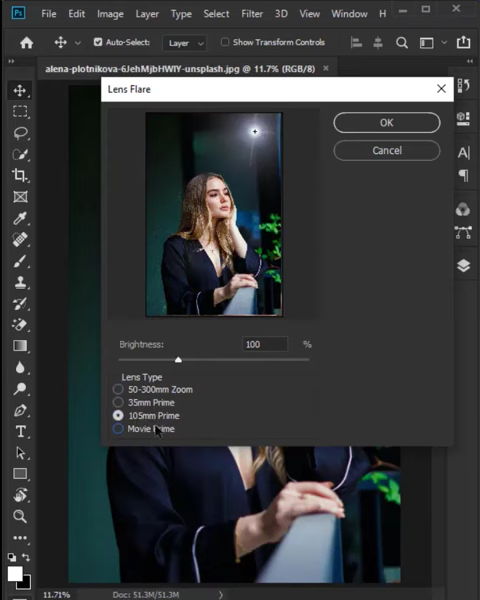 Ps File Edit Image Layer Type Select Filter 3D View Window H
Auto-Select: Layer Show Transform Controls
alena-plotnikova-6JehMjbHWIY-unsplash.jpg @ 11.7% (RGB/8) ×
Lens Flare
OK
Cancel
Brightness: 100 %
Lens Type
50-300mm Zoom
35mm Prime
105mm Prime
Movie Prime
11.71% Doc: 51.3M/51.3M